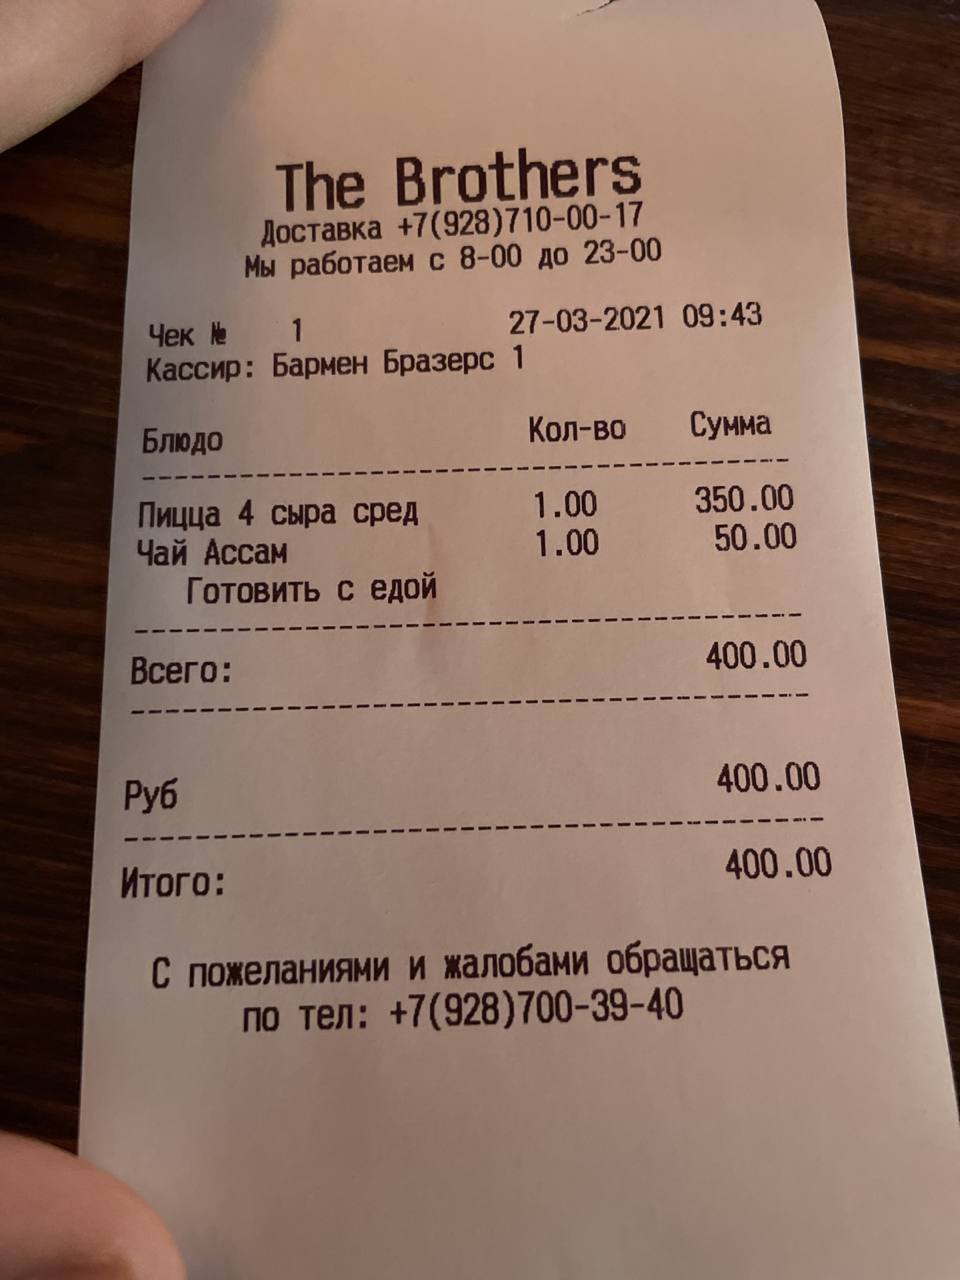 The Brothers
Доставка +7(928)710-00-17
Мы работаем с 8-00 до 23-00
Чек № 1 27-03-2021 09:43
Кассир: Бармен Бразерс 1
Блюдо Кол-во Сумма
Пицца 4 сыра сред 1.00 350.00
Чай Ассам 1.00 50.00
Готовить с едой
Всего: 400.00
Руб 400.00
Итого: 400.00
С пожеланиями и жалобами обращаться
по тел: +7(928)700-39-40